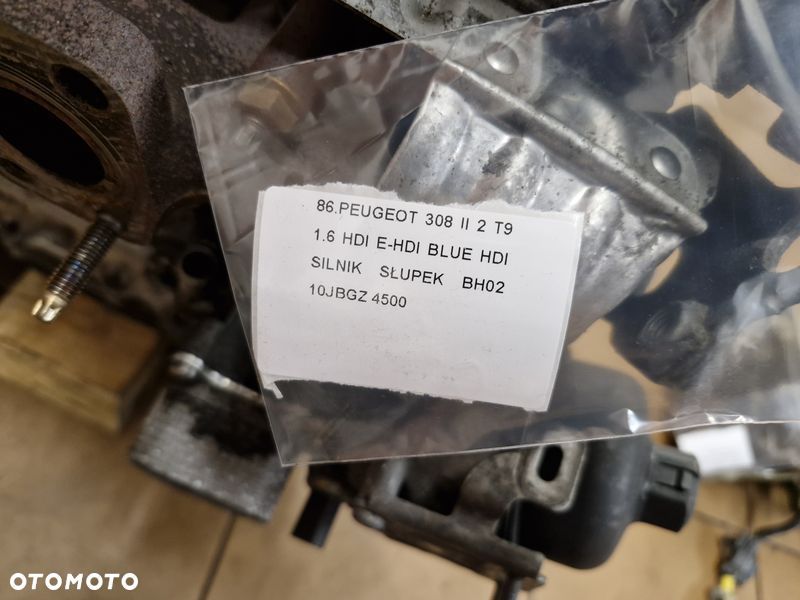 86.PEUGEOT 308 II 2 T9
1.6 HDI E-HDI BLUE HDI
SILNIK SŁUPEK BH02
10JBGZ 4500
OTOMOTO